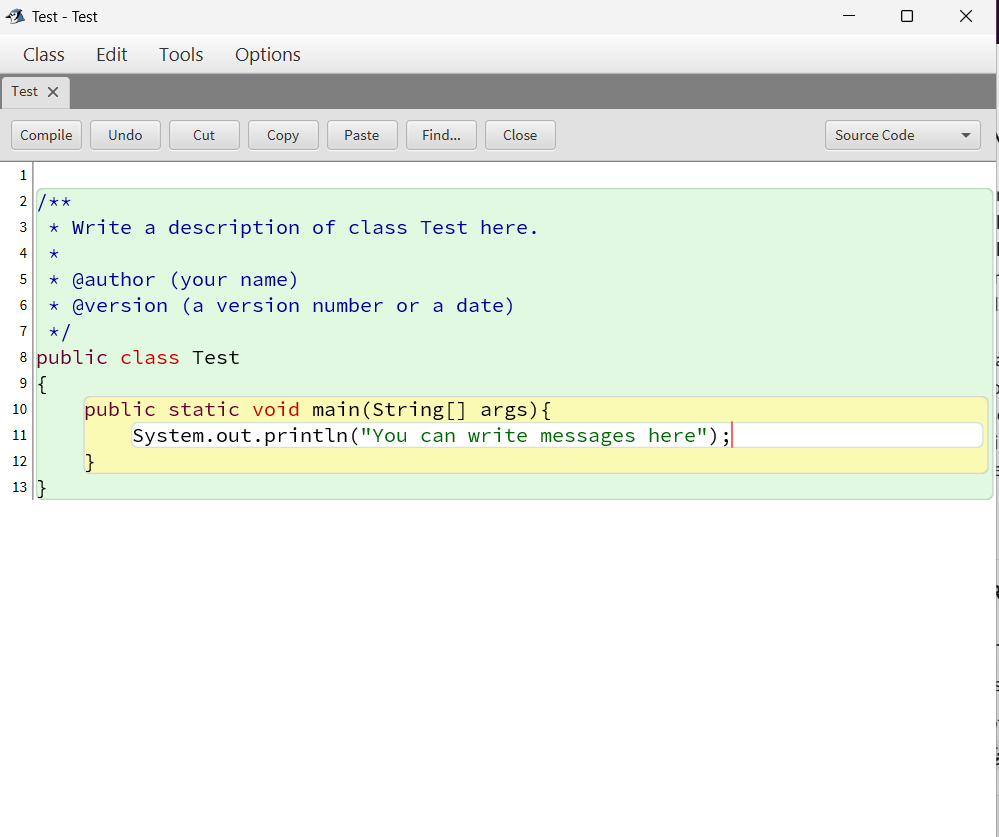 Test - Test
Class Edit Tools Options
Test
Compile Undo Cut Copy Paste Find... Close Source Code
1
2 /**
3  * Write a description of class Test here.
4  *
5  * @author (your name)
6  * @version (a version number or a date)
7  */
8 public class Test
9 {
10     public static void main(String[] args){
11         System.out.println("You can write messages here");
12     }
13 }